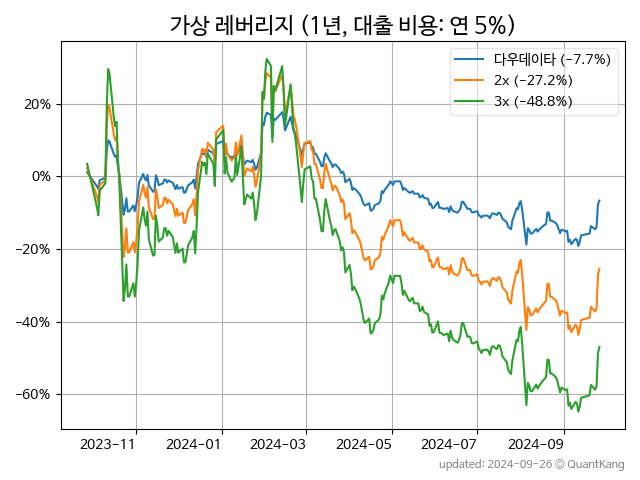 가상 레버리지 (1년, 대출 비용: 연 5%)
다우데이타 (−7.7%)
2x (−27.2%)
3x (−48.8%)
20%
0%
−20%
−40%
−60%
2023-11 2024-01 2024-03 2024-05 2024-07 2024-09
updated: 2024-09-26 © QuantKang